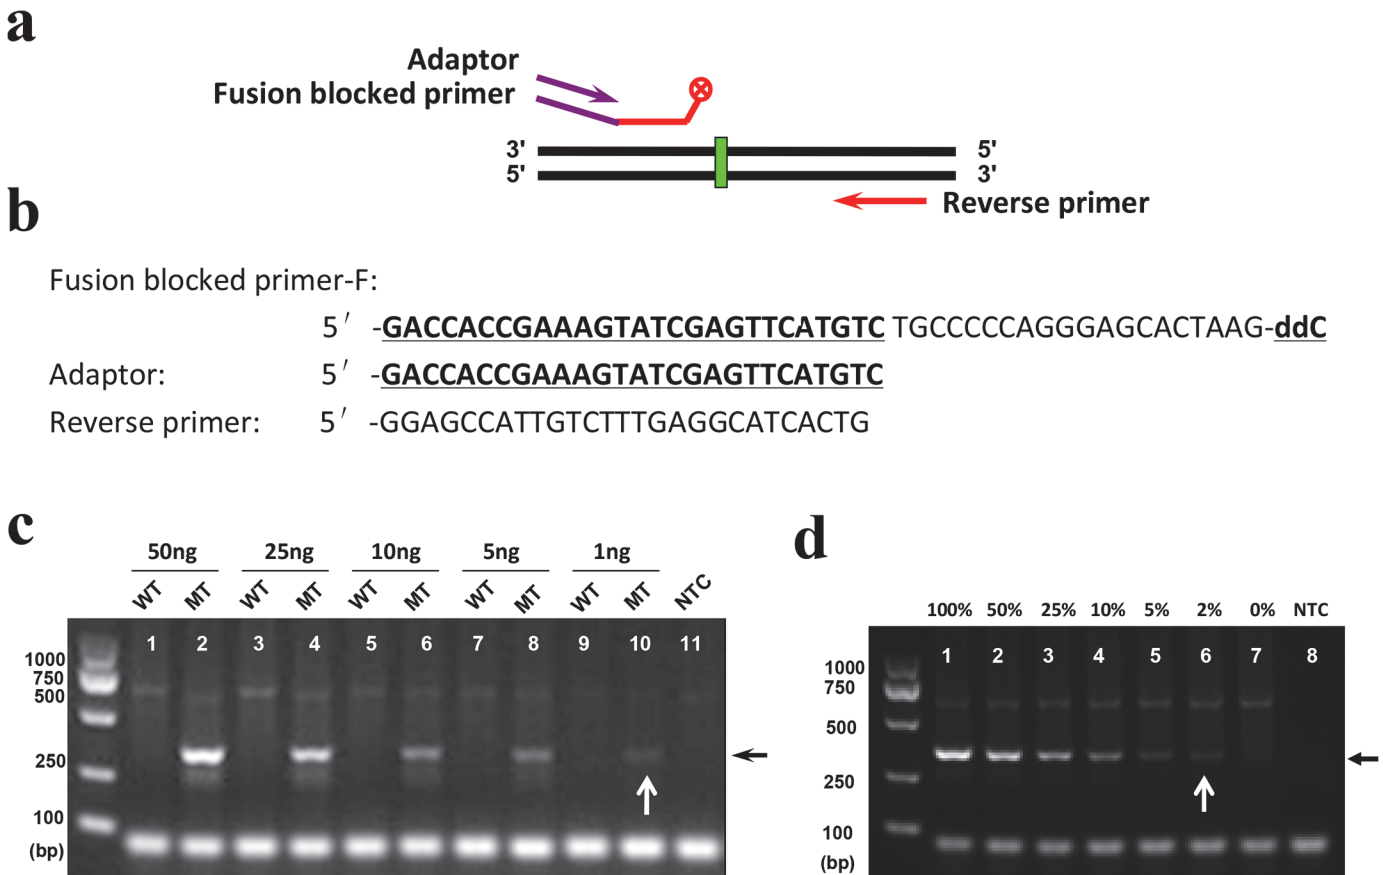 a
Adaptor
Fusion blocked primer
3' 5'
5' 3'
Reverse primer
b
Fusion blocked primer-F:
5′ -GACCACCGAAAGTATCGAGTTCATGTC TGCCCCCAGGGAGCACTAAG-ddC
Adaptor: 5′ -GACCACCGAAAGTATCGAGTTCATGTC
Reverse primer: 5′ -GGAGCCATTGTCTTTGAGGCATCACTG
c
50ng 25ng 10ng 5ng 1ng
WT MT WT MT WT MT WT MT WT MT NTC
1 2 3 4 5 6 7 8 9 10 11
1000
750
500
250
100
(bp)
d
100% 50% 25% 10% 5% 2% 0% NTC
1 2 3 4 5 6 7 8
1000
750
500
250
100
(bp)